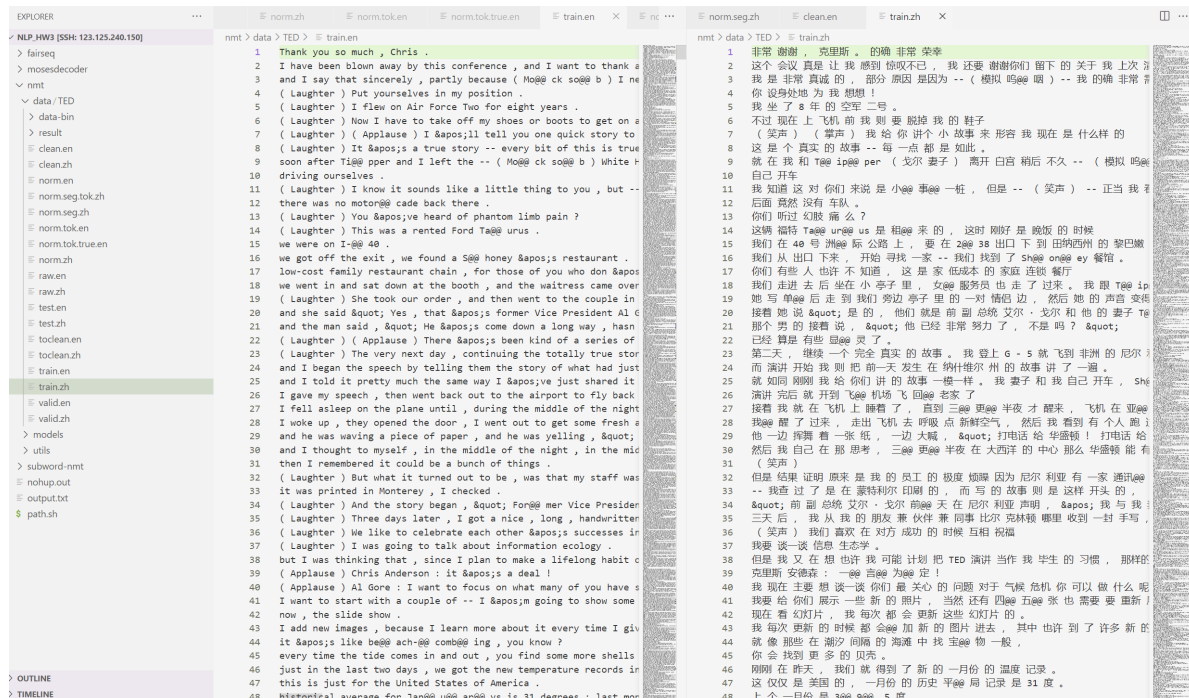 EXPLORER
NLP_HW3 [SSH: 123.125.240.150]
fairseq
mosesdecoder
nmt
data / TED
data-bin
result
clean.en
clean.zh
norm.en
norm.seg.tok.zh
norm.seg.zh
norm.tok.en
norm.tok.true.en
norm.zh
raw.en
raw.zh
test.en
test.zh
toclean.en
toclean.zh
train.en
train.zh
valid.en
valid.zh
models
utils
subword-nmt
nohup.out
output.txt
$ path.sh
OUTLINE
TIMELINE
norm.zh norm.tok.en norm.tok.true.en train.en
nmt > data > TED > train.en
1 Thank you so much , Chris .
2 I have been blown away by this conference , and I want to thank a
3 and I say that sincerely , partly because ( Mo@@ ck so@@ b ) I ne
4 ( Laughter ) Put yourselves in my position .
5 ( Laughter ) I flew on Air Force Two for eight years .
6 ( Laughter ) Now I have to take off my shoes or boots to get on a
7 ( Laughter ) ( Applause ) I &apos;ll tell you one quick story to
8 ( Laughter ) It &apos;s a true story -- every bit of this is true
9 soon after Ti@@ pper and I left the -- ( Mo@@ ck so@@ b ) White H
10 driving ourselves .
11 ( Laughter ) I know it sounds like a little thing to you , but --
12 there was no motor@@ cade back there .
13 ( Laughter ) You &apos;ve heard of phantom limb pain ?
14 ( Laughter ) This was a rented Ford Ta@@ urus .
15 we were on I-@@ 40 .
16 we got off the exit , we found a S@@ honey &apos;s restaurant .
17 low-cost family restaurant chain , for those of you who don &apos
18 we went in and sat down at the booth , and the waitress came over
19 ( Laughter ) She took our order , and then went to the couple in
20 and she said &quot; Yes , that &apos;s former Vice President Al G
21 and the man said , &quot; He &apos;s come down a long way , hasn
22 ( Laughter ) ( Applause ) There &apos;s been kind of a series of
23 ( Laughter ) The very next day , continuing the totally true stor
24 and I began the speech by telling them the story of what had just
25 and I told it pretty much the same way I &apos;ve just shared it
26 I gave my speech , then went back out to the airport to fly back
27 I fell asleep on the plane until , during the middle of the night
28 I woke up , they opened the door , I went out to get some fresh a
29 and he was waving a piece of paper , and he was yelling , &quot;
30 and I thought to myself , in the middle of the night , in the mid
31 then I remembered it could be a bunch of things .
32 ( Laughter ) But what it turned out to be , was that my staff was
33 it was printed in Monterey , I checked .
34 ( Laughter ) And the story began , &quot; For@@ mer Vice Presiden
35 ( Laughter ) Three days later , I got a nice , long , handwritten
36 ( Laughter ) We like to celebrate each other &apos;s successes in
37 ( Laughter ) I was going to talk about information ecology .
38 but I was thinking that , since I plan to make a lifelong habit o
39 ( Applause ) Chris Anderson : it &apos;s a deal !
40 ( Applause ) Al Gore : I want to focus on what many of you have s
41 I want to start with a couple of -- I &apos;m going to show some
42 now , the slide show .
43 I add new images , because I learn more about it every time I giv
44 it &apos;s like be@@ ach-@@ comb@@ ing , you know ?
45 every time the tide comes in and out , you find some more shells
46 just in the last two days , we got the new temperature records in
47 this is just for the United States of America .
norm.seg.zh clean.en train.zh
nmt > data > TED > train.zh
1 非常 谢谢 , 克里斯 。 的确 非常 荣幸
2 这个 会议 真是 让 我 感到 惊叹不已 , 我 还要 谢谢你们 留下 的 关于 我 上次 演
3 我 是 非常 真诚 的 , 部分 原因 是因为 -- ( 模拟 呜@@ 咽 ) -- 我 的确 非常
4 你 设身处地 为 我 想想 !
5 我 坐 了 8 年 的 空军 二号 。
6 不过 现在 上 飞机 前 我 则 要 脱掉 我 的 鞋子
7 ( 笑声 ) ( 掌声 ) 我 给 你 讲个 小 故事 来 形容 我 现在 是 什么样 的
8 这 是 个 真实 的 故事 -- 每 一点 都 是 如此 。
9 就 在 我 和 T@@ ip@@ per ( 戈尔 妻子 ) 离开 白宫 稍后 不久 -- ( 模拟 呜@@
10 自己 开车
11 我 知道 这 对 你们 来说 是 小@@ 事@@ 一桩 , 但是 -- ( 笑声 ) -- 正当 我 看
12 后面 竟然 没有 车队 。
13 你们 听过 幻肢 痛 么 ?
14 这辆 福特 Ta@@ ur@@ us 是 租@@ 来 的 , 这时 刚好 是 晚饭 的 时候
15 我们 在 40 号 洲@@ 际 公路 上 , 要 在 2@@ 38 出口 下 到 田纳西州 的 黎巴嫩
16 我们 从 出口 下来 , 开始 寻找 一家 -- 我们 找到 了 Sh@@ on@@ ey 餐馆 。
17 你们 有些 人 也许 不 知道 , 这 是 家 低成本 的 家庭 连锁 餐厅
18 我们 走进 去 后 坐在 小 亭子 里 , 女@@ 服务员 也 走 了 过来 。 我 跟 T@@ ip
19 她 写 单@@ 后 走 到 我们 旁边 亭子 里 的 一对 情侣 边 , 然后 她 的 声音 变得
20 接着 她 说 &quot; 是 的 , 他们 就是 前 副 总统 艾尔 · 戈尔 和 他 的 妻子 T@
21 那个 男 的 接着 说 , &quot; 他 已经 非常 努力 了 , 不是 吗 ? &quot;
22 已经 算是 有些 显@@ 灵 了 。
23 第二天 , 继续 一个 完全 真实 的 故事 。 我 登上 G - 5 就 飞到 非洲 的 尼尔
24 而 演讲 开始 我 则 把 前一天 发生 在 纳什维尔 州 的 故事 讲 了 一遍 。
25 就 如同 刚刚 我 给 你们 讲 的 故事 一模一样 。 我 妻子 和 我 自己 开车 , Sh@
26 演讲 完后 就 开到 飞@@ 机场 飞 回@@ 老家 了
27 接着 我 就 在 飞机 上 睡着 了 , 直到 三@@ 更@@ 半夜 才 醒来 , 飞机 在 亚@@
28 我@@ 醒 了 过来 , 走出 飞机 去 呼吸 点 新鲜空气 , 然后 我 看到 有 个人 跑
29 他 一边 挥舞 着 一张 纸 , 一边 大喊 , &quot; 打电话 给 华盛顿 ! 打电话 给
30 然后 我 自己 在 那 思考 , 三@@ 更@@ 半夜 在 大西洋 的 中心 那么 华盛顿 能 有
31 ( 笑声 )
32 但是 结果 证明 原来 是 我 的 员工 的 极度 烦躁 因为 尼尔 利亚 有 一家 通讯@@
33 -- 我查 过 了 是 在 蒙特利尔 印刷 的 , 而 写 的 故事 则 是 这样 开头 的 ,
34 &quot; 前 副 总统 艾尔 · 戈尔 前@@ 天 在 尼尔 利亚 声明 , &apos; 我 与 我
35 三天 后 , 我 从 我 的 朋友 兼 伙伴 兼 同事 比尔 克林顿 哪里 收到 一封 手写 ,
36 ( 笑声 ) 我们 喜欢 在 对方 成功 的 时候 互相 祝福
37 我要 谈一谈 信息 生态学 。
38 但是 我 又 在 想 也许 我 可能 计划 把 TED 演讲 当作 我 毕生 的 习惯 , 那样的
39 克里斯 安德森 : 一@@ 言@@ 为@@ 定 !
40 我 现在 主要 想 谈一谈 你们 最 关心 的 问题 对于 气候 危机 你 可以 做 什么 呢
41 我要 给 你们 展示 一些 新 的 照片 , 当然 还有 四@@ 五@@ 张 也 需要 要 重新
42 现在 看 幻灯片 , 我 每次 都 会 更新 这些 幻灯片 的 。
43 我 每次 更新 的 时候 都 会@@ 加 新 的 图片 进去 , 其中 也许 到 了 许多 新 的
44 就 像 那些 在 潮汐 间隔 的 海滩 中 找 宝@@ 物 一般 ,
45 你 会 找到 更 多 的 贝壳 。
46 刚刚 在 昨天 , 我们 就 得到 了 新 的 一月份 的 温度 记录 。
47 这 仅仅 是 美国 的 , 一月份 的 历史 平@@ 局 记录 是 31 度 。